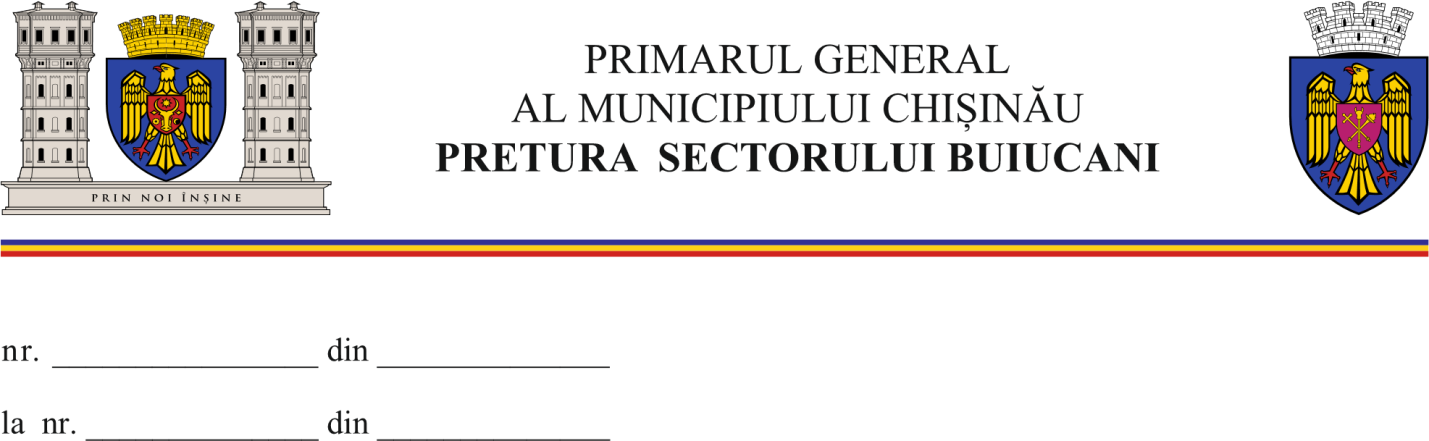 PRIMARUL GENERAL
AL MUNICIPIULUI CHIȘINĂU
PRETURA SECTORULUI BUIUCANI
PRIN NOI ÎNȘINE
nr. ________________ din ______________
la nr. ______________ din ______________